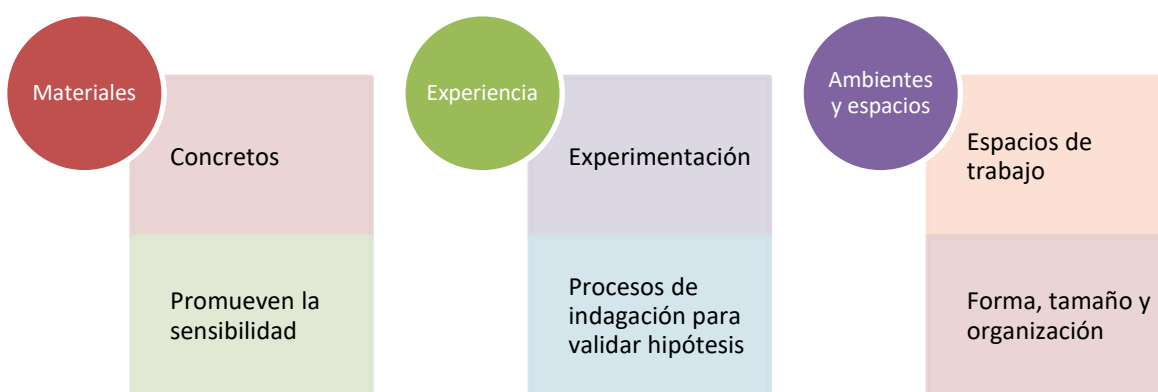 Materiales
Concretos
Promueven la
sensibilidad
Experiencia
Experimentación
Procesos de
indagación para
validar hipótesis
Ambientes
y espacios
Espacios de
trabajo
Forma, tamaño y
organización